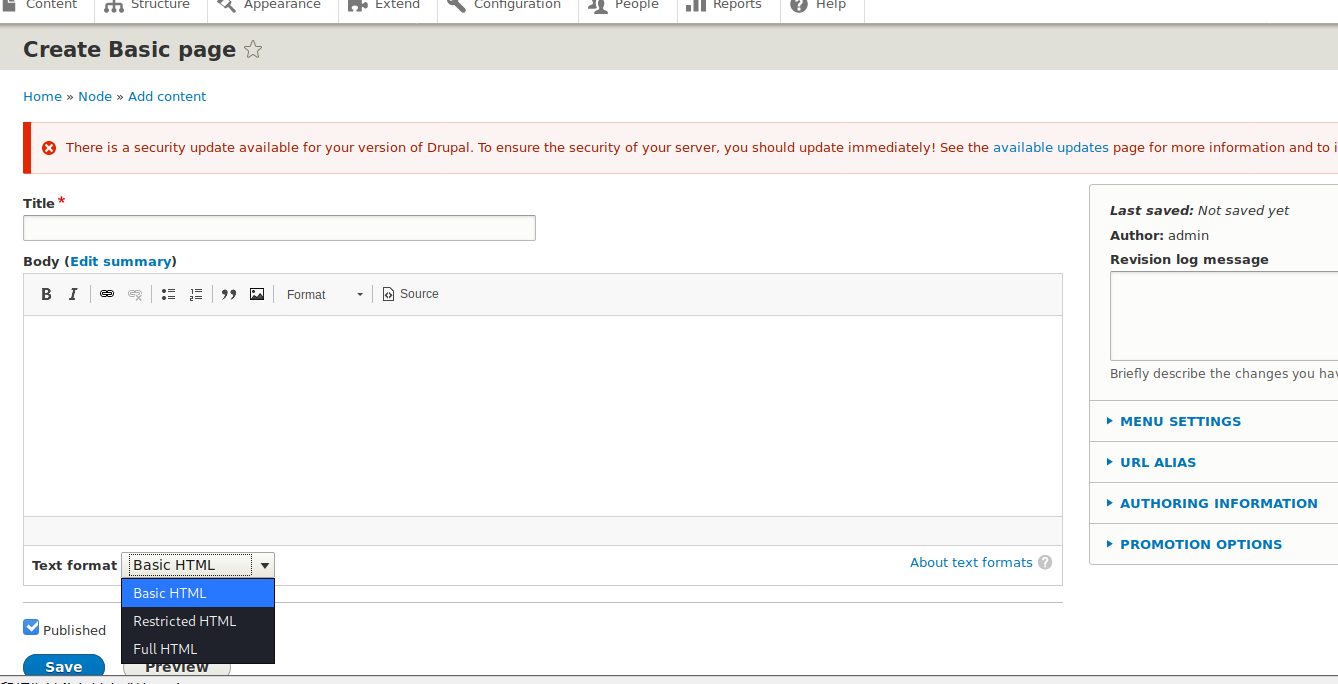 Content Structure Appearance Extend Configuration People Reports Help
Create Basic page
Home » Node » Add content
There is a security update available for your version of Drupal. To ensure the security of your server, you should update immediately! See the available updates page for more information and to
Title *
Last saved: Not saved yet
Author: admin
Revision log message
Body (Edit summary)
B I Format Source
Briefly describe the changes you
MENU SETTINGS
URL ALIAS
AUTHORING INFORMATION
PROMOTION OPTIONS
Text format Basic HTML
About text formats ?
Basic HTML
Restricted HTML
Full HTML
Published
Save Preview